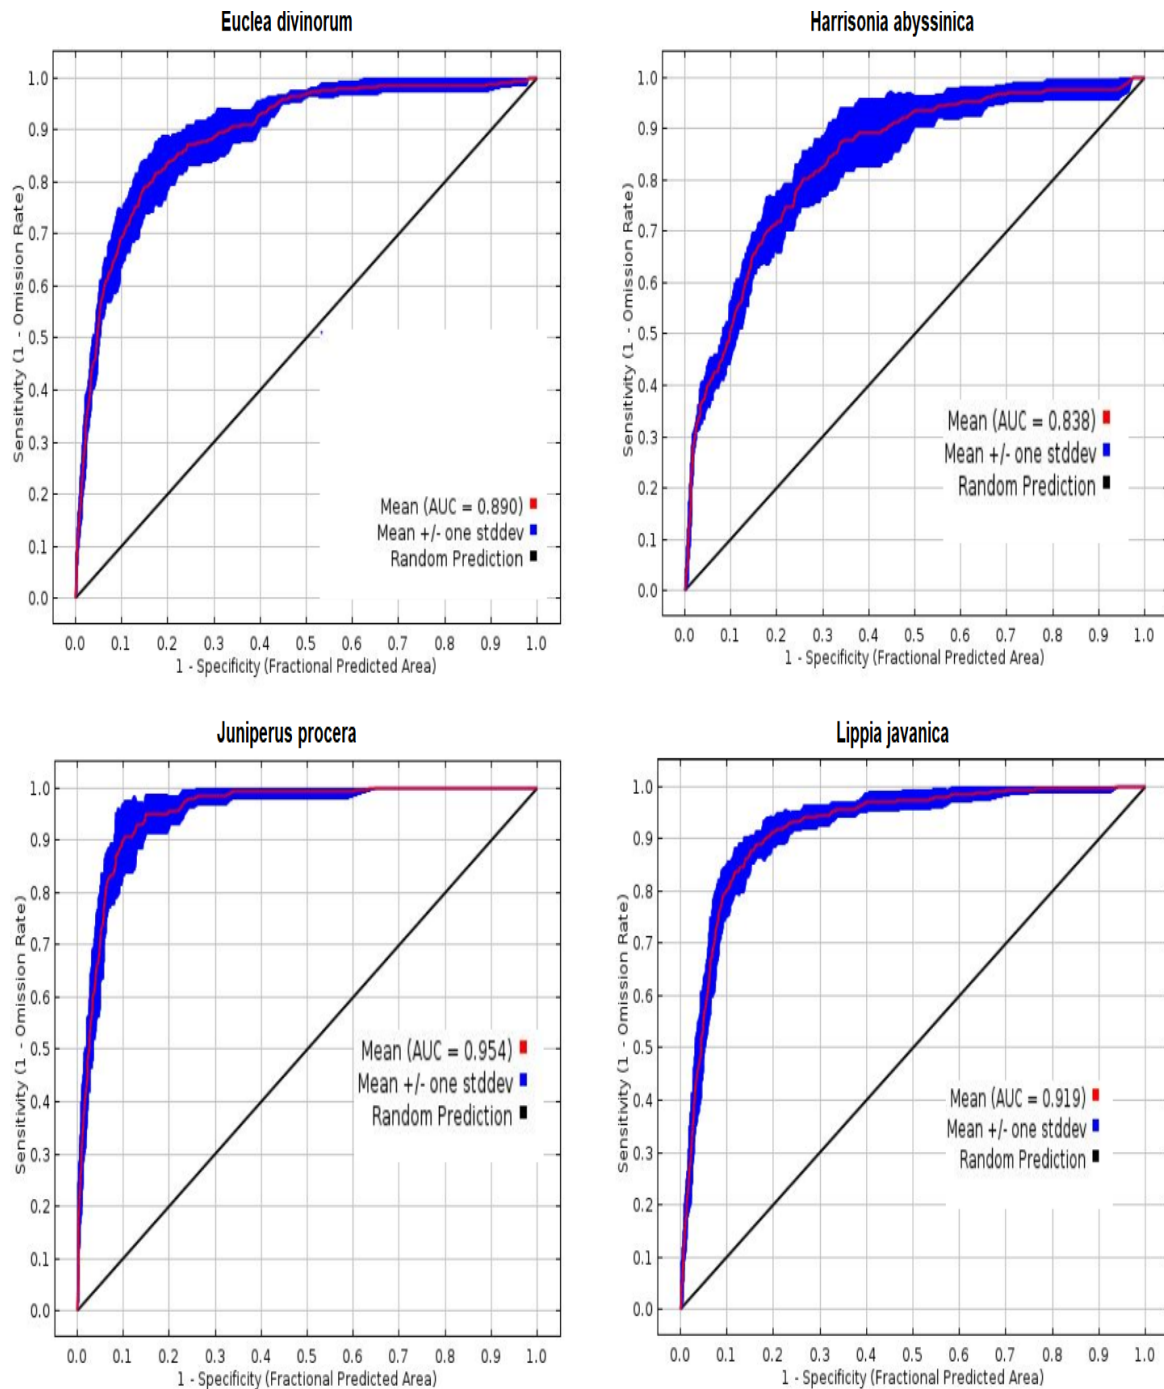 Euclea divinorum
Sensitivity (1 - Omission Rate)
1.0
0.9
0.8
0.7
0.6
0.5
0.4
0.3
0.2
0.1
0.0
Mean (AUC = 0.890)
Mean +/- one stddev
Random Prediction
0.0 0.1 0.2 0.3 0.4 0.5 0.6 0.7 0.8 0.9 1.0
1 - Specificity (Fractional Predicted Area)
Harrisonia abyssinica
Sensitivity (1 - Omission Rate)
1.0
0.9
0.8
0.7
0.6
0.5
0.4
0.3
0.2
0.1
0.0
Mean (AUC = 0.838)
Mean +/- one stddev
Random Prediction
0.0 0.1 0.2 0.3 0.4 0.5 0.6 0.7 0.8 0.9 1.0
1 - Specificity (Fractional Predicted Area)
Juniperus procera
Sensitivity (1 - Omission Rate)
1.0
0.9
0.8
0.7
0.6
0.5
0.4
0.3
0.2
0.1
0.0
Mean (AUC = 0.954)
Mean +/- one stddev
Random Prediction
0.0 0.1 0.2 0.3 0.4 0.5 0.6 0.7 0.8 0.9 1.0
1 - Specificity (Fractional Predicted Area)
Lippia javanica
Sensitivity (1 - Omission Rate)
1.0
0.9
0.8
0.7
0.6
0.5
0.4
0.3
0.2
0.1
0.0
Mean (AUC = 0.919)
Mean +/- one stddev
Random Prediction
0.0 0.1 0.2 0.3 0.4 0.5 0.6 0.7 0.8 0.9 1.0
1 - Specificity (Fractional Predicted Area)